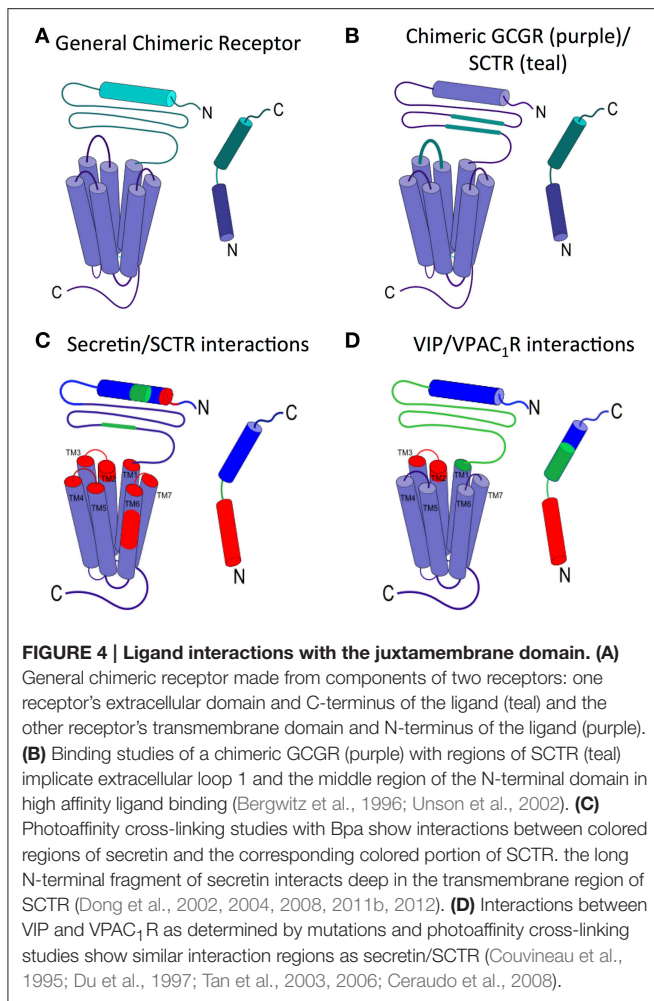 A
General Chimeric Receptor
N
C
N
C
B
Chimeric GCGR (purple)/
SCTR (teal)
N
C
N
C
C
Secretin/SCTR interactions
N
C
TM3
TM2
TM1
TM4
TM5
TM6
TM7
C
N
D
VIP/VPAC1R interactions
N
C
TM3
TM2
TM1
TM4
TM5
TM6
TM7
C
N
FIGURE 4 | Ligand interactions with the juxtamembrane domain. (A)
General chimeric receptor made from components of two receptors: one
receptor's extracellular domain and C-terminus of the ligand (teal) and the
other receptor's transmembrane domain and N-terminus of the ligand (purple).
(B) Binding studies of a chimeric GCGR (purple) with regions of SCTR (teal)
implicate extracellular loop 1 and the middle region of the N-terminal domain in
high affinity ligand binding (Bergwitz et al., 1996; Unson et al., 2002). (C)
Photoaffinity cross-linking studies with Bpa show interactions between colored
regions of secretin and the corresponding colored portion of SCTR. the long
N-terminal fragment of secretin interacts deep in the transmembrane region of
SCTR (Dong et al., 2002, 2004, 2008, 2011b, 2012). (D) Interactions between
VIP and VPAC1R as determined by mutations and photoaffinity cross-linking
studies show similar interaction regions as secretin/SCTR (Couvineau et al.,
1995; Du et al., 1997; Tan et al., 2003, 2006; Ceraudo et al., 2008).